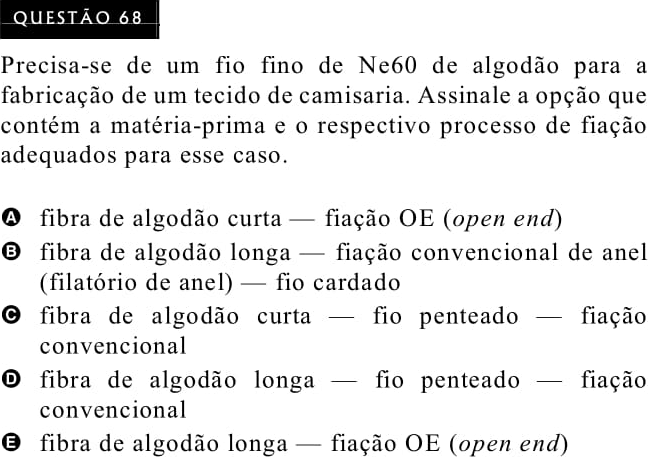 QUESTÃO 68
Precisa-se de um fio fino de Ne60 de algodão para a
fabricação de um tecido de camisaria. Assinale a opção que
contém a matéria-prima e o respectivo processo de fiação
adequados para esse caso.
A fibra de algodão curta — fiação OE (open end)
B fibra de algodão longa — fiação convencional de anel
(filatório de anel) — fio cardado
C fibra de algodão curta — fio penteado — fiação
convencional
D fibra de algodão longa — fio penteado — fiação
convencional
E fibra de algodão longa — fiação OE (open end)